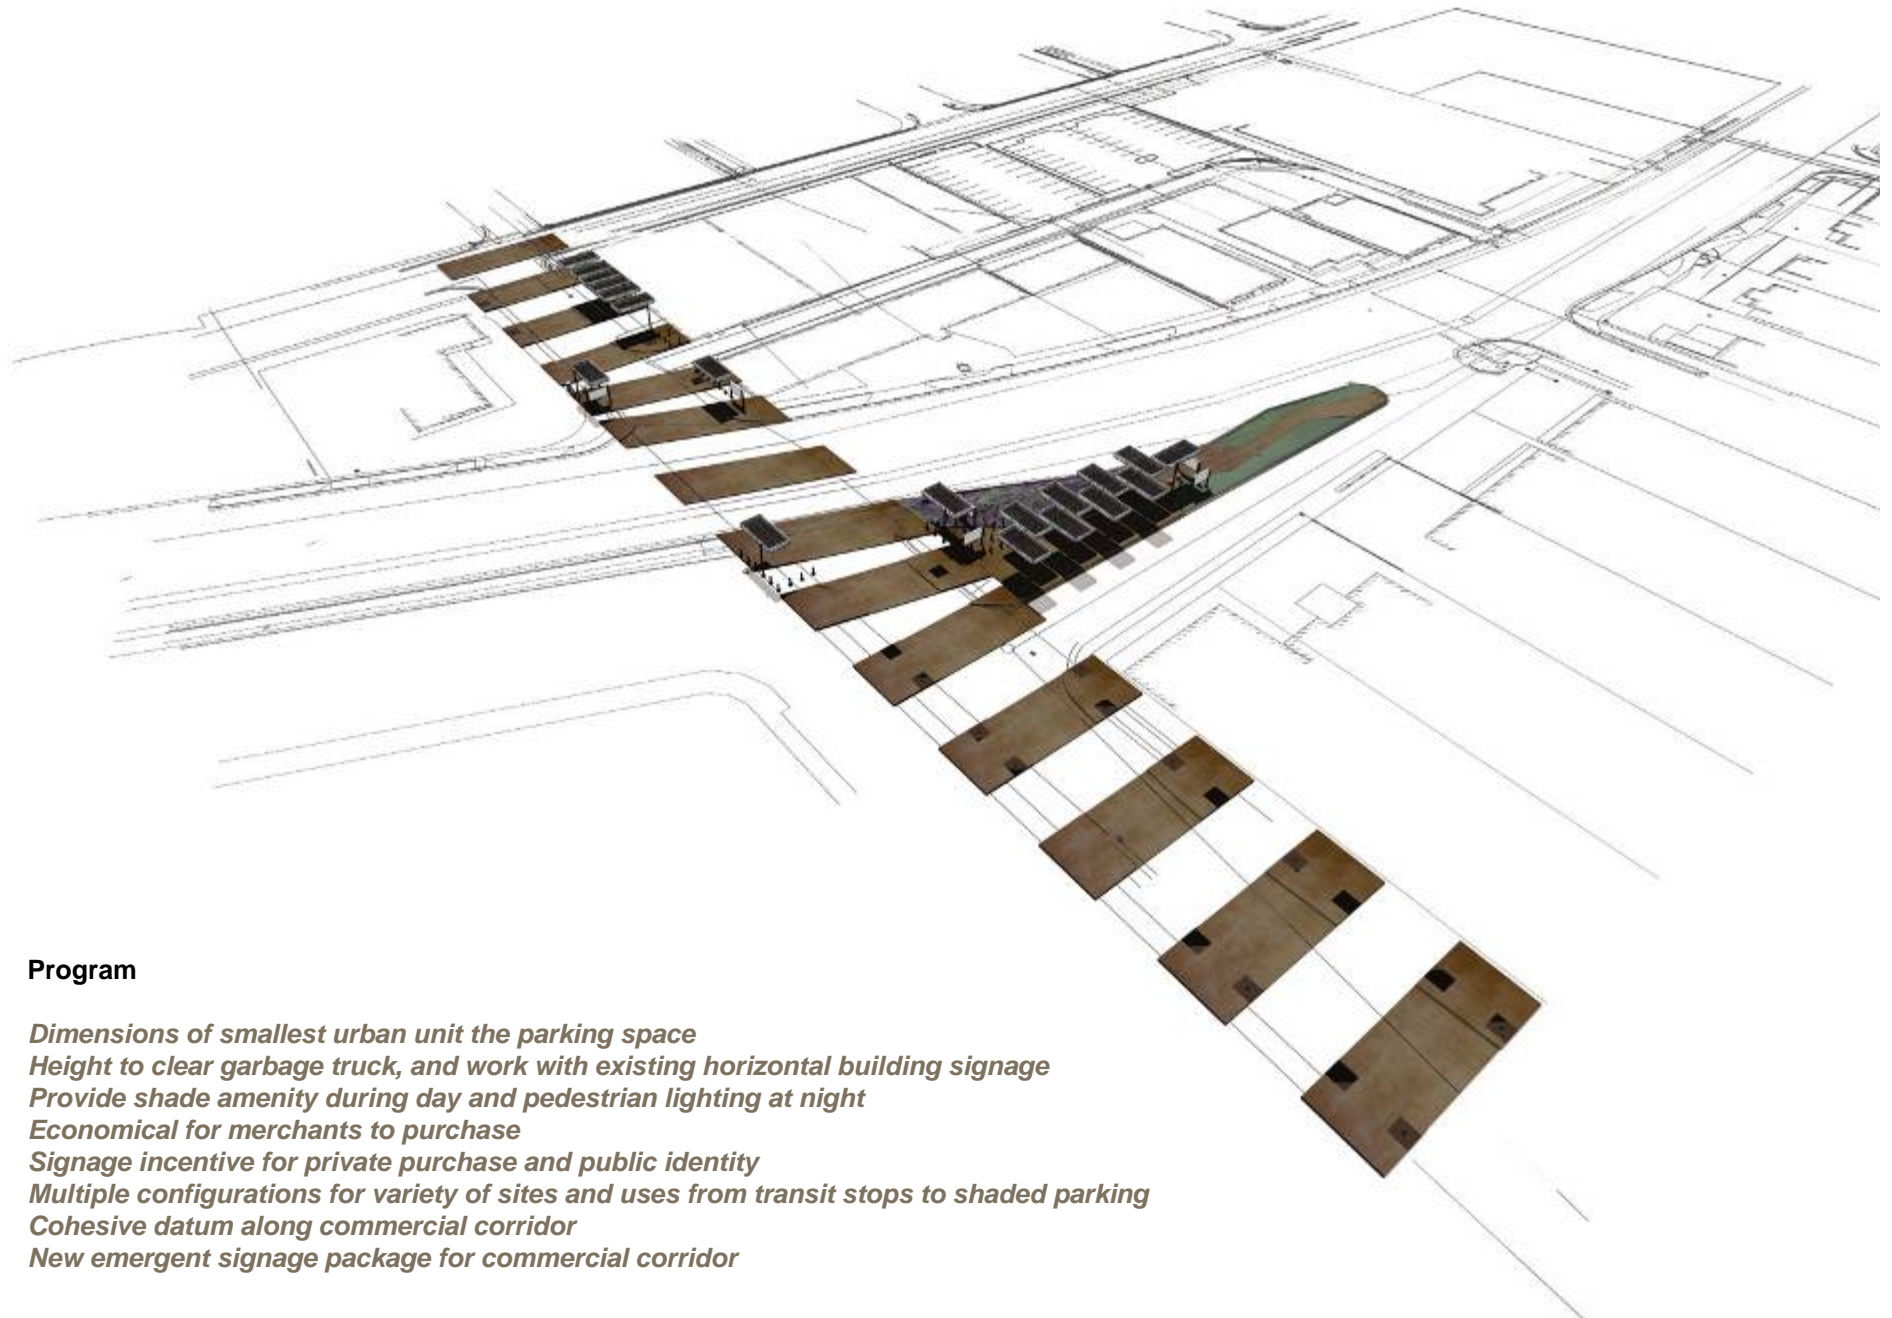 Program
Dimensions of smallest urban unit the parking space
Height to clear garbage truck, and work with existing horizontal building signage
Provide shade amenity during day and pedestrian lighting at night
Economical for merchants to purchase
Signage incentive for private purchase and public identity
Multiple configurations for variety of sites and uses from transit stops to shaded parking
Cohesive datum along commercial corridor
New emergent signage package for commercial corridor